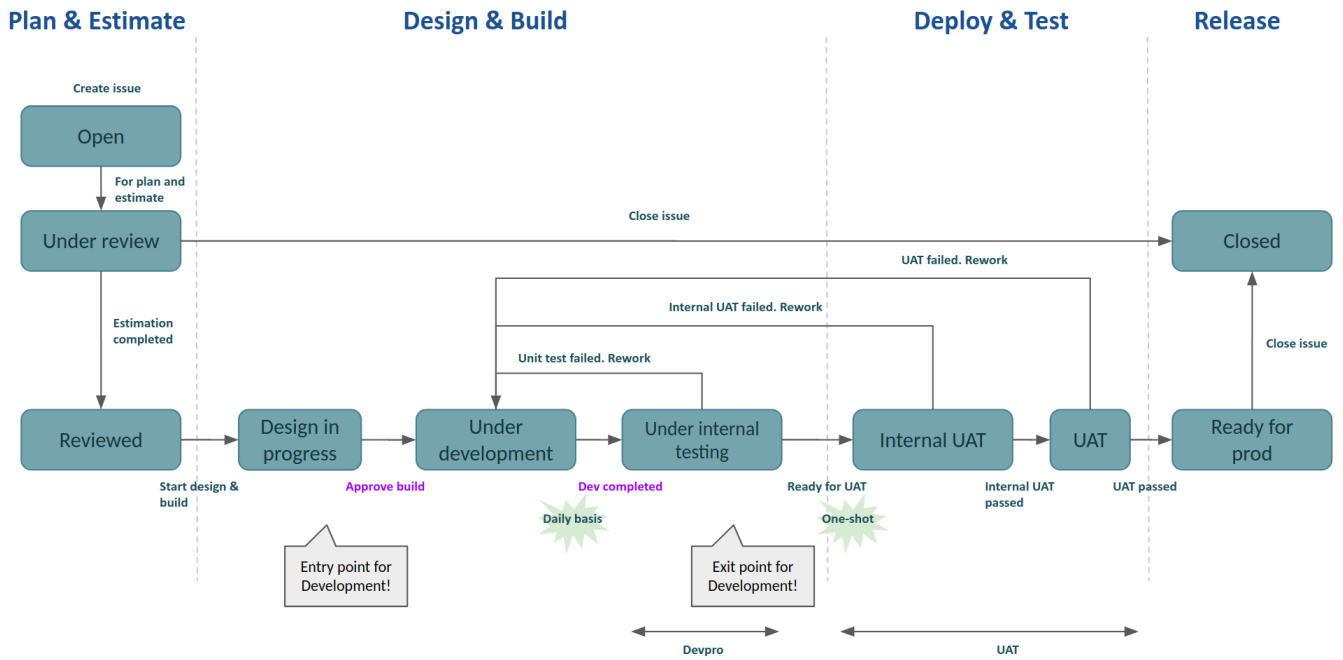 Plan & Estimate
Design & Build
Deploy & Test
Release
Create issue
Open
For plan and
estimate
Under review
Close issue
Closed
UAT failed. Rework
Internal UAT failed. Rework
Estimation
completed
Close issue
Unit test failed. Rework
Reviewed
Design in
progress
Under
development
Under internal
testing
Internal UAT
UAT
Ready for
prod
Start design &
build
Approve build
Dev completed
Ready for UAT
Internal UAT
passed
UAT passed
Daily basis
One-shot
Entry point for
Development!
Exit point for
Development!
Devpro
UAT